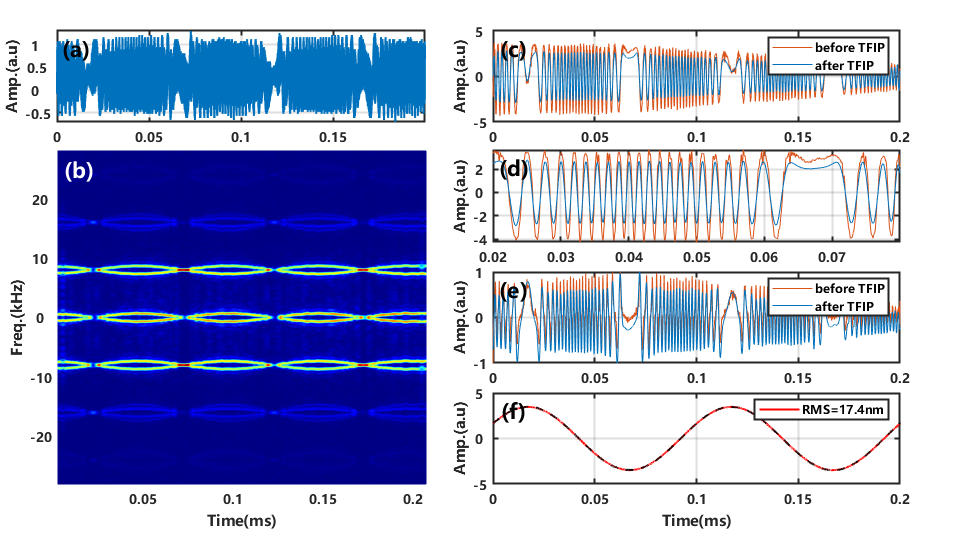 (a)
Amp.(a.u)
1
0.5
0
-0.5
0 0.05 0.1 0.15
(b)
Freq.(kHz)
20
10
0
-10
-20
0.05 0.1 0.15 0.2
Time(ms)
(c)
Amp.(a.u)
before TFIP
after TFIP
5
0
-5
0 0.05 0.1 0.15 0.2
(d)
Amp.(a.u)
2
0
-2
-4
0.02 0.03 0.04 0.05 0.06 0.07
(e)
Amp.(a.u)
before TFIP
after TFIP
1
0
-1
0 0.05 0.1 0.15 0.2
(f)
Amp.(a.u)
RMS=17.4nm
5
0
-5
0 0.05 0.1 0.15 0.2
Time(ms)